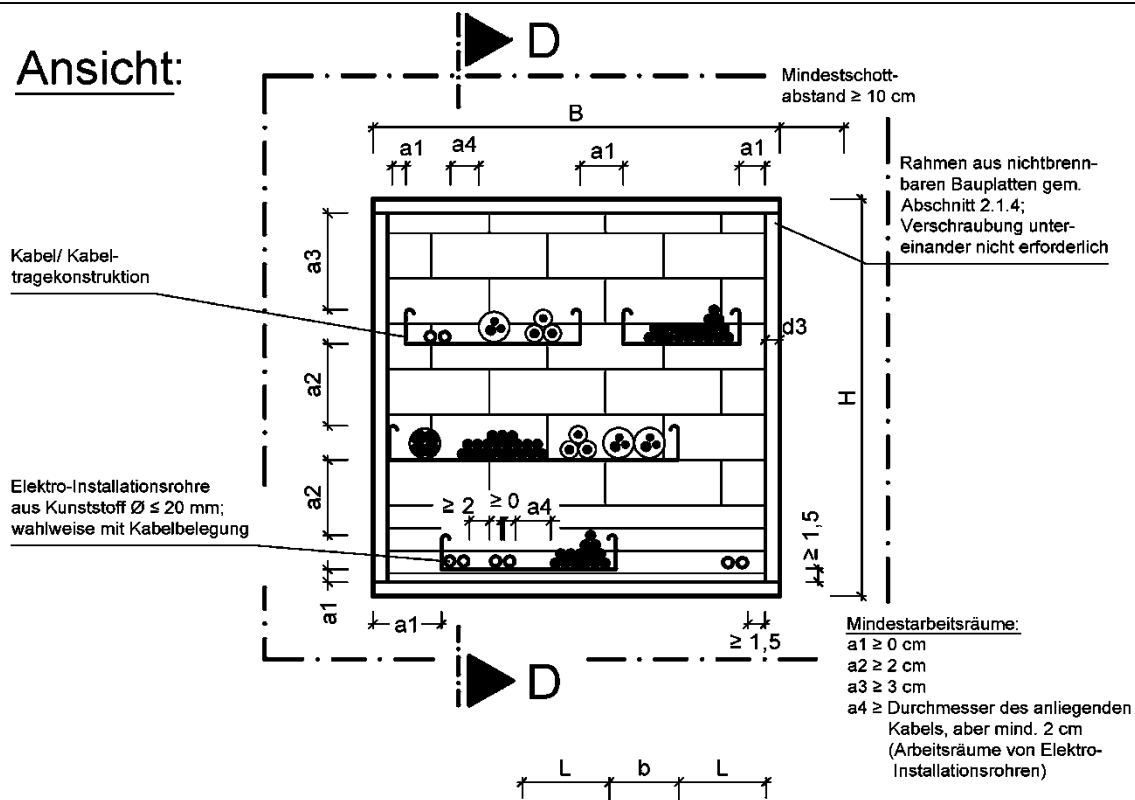 Ansicht:
D
Mindestschott-
abstand ≥ 10 cm
B
a1
a4
a1
a1
Rahmen aus nichtbrenn-
baren Bauplatten gem.
Abschnitt 2.1.4;
Verschraubung unter-
einander nicht erforderlich
Kabel/ Kabel-
tragekonstruktion
a3
d3
a2
H
Elektro-Installationsrohre
aus Kunststoff Ø ≤ 20 mm;
wahlweise mit Kabelbelegung
a2
≥ 2
≥ 0
a4
≥ 1,5
a1
a1
≥ 1,5
D
Mindestarbeitsräume:
a1 ≥ 0 cm
a2 ≥ 2 cm
a3 ≥ 3 cm
a4 ≥ Durchmesser des anliegenden
Kabels, aber mind. 2 cm
(Arbeitsräume von Elektro-
Installationsrohren)
L
b
L